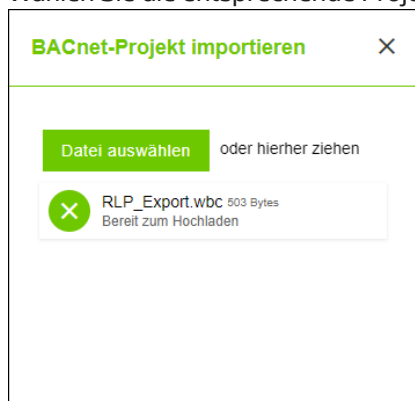 BACnet-Projekt importieren
Datei auswählen oder hierher ziehen
RLP_Export.wbc 503 Bytes
Bereit zum Hochladen